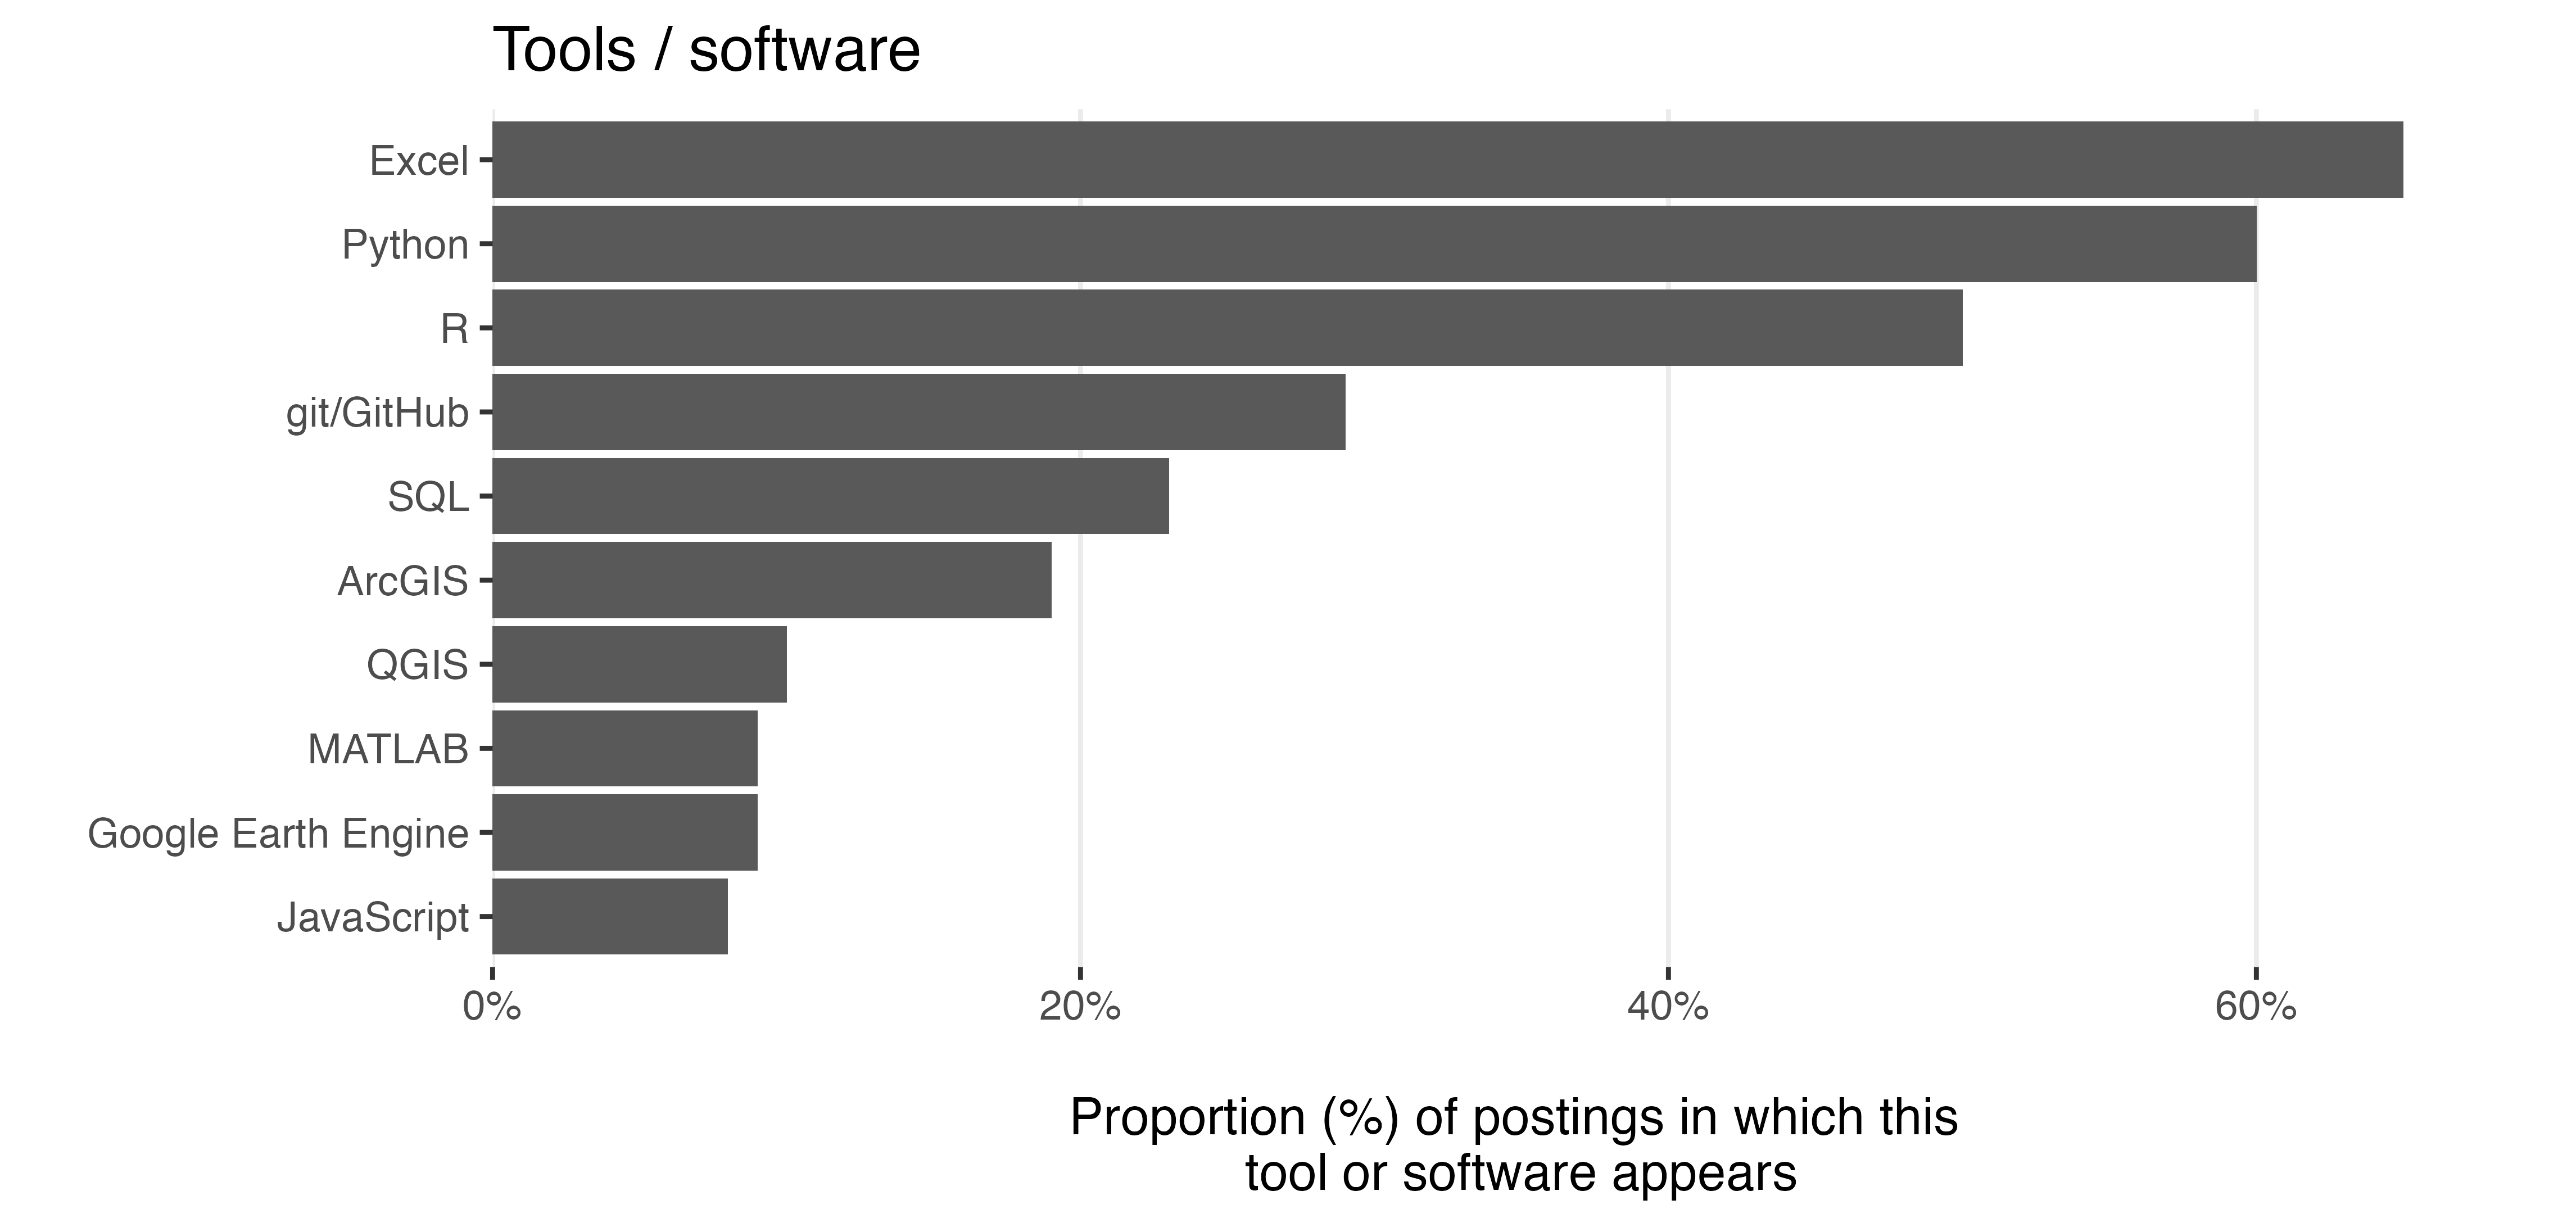 Tools / software
Excel
Python
R
git/GitHub
SQL
ArcGIS
QGIS
MATLAB
Google Earth Engine
JavaScript
0% 20% 40% 60%
Proportion (%) of postings in which this
tool or software appears